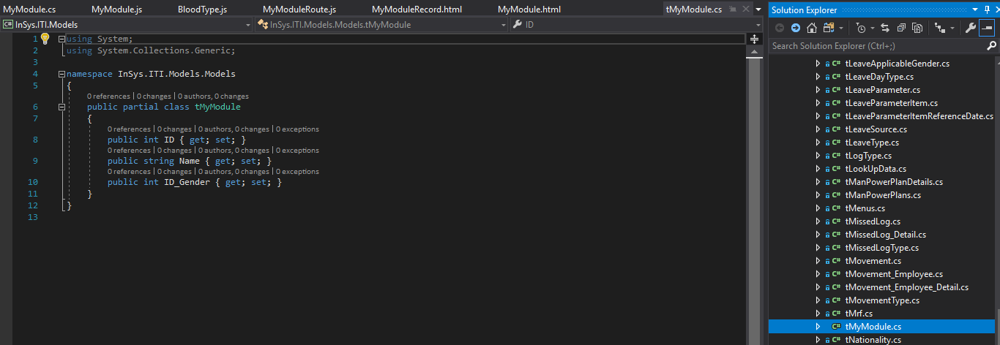 MyModule.cs MyModule.js BloodType.js MyModuleRoute.js MyModuleRecord.html MyModule.html tMyModule.cs
InSys.ITI.Models InSys.ITI.Models.Models.tMyModule ID
1 using System;
2 using System.Collections.Generic;
3
4 namespace InSys.ITI.Models.Models
5 {
0 references | 0 changes | 0 authors, 0 changes
6 public partial class tMyModule
7 {
0 references | 0 changes | 0 authors, 0 changes | 0 exceptions
8 public int ID { get; set; }
0 references | 0 changes | 0 authors, 0 changes | 0 exceptions
9 public string Name { get; set; }
0 references | 0 changes | 0 authors, 0 changes | 0 exceptions
10 public int ID_Gender { get; set; }
11 }
12 }
13
Solution Explorer
Search Solution Explorer (Ctrl+;)
C# tLeaveApplicableGender.cs
C# tLeaveDayType.cs
C# tLeaveParameter.cs
C# tLeaveParameterItem.cs
C# tLeaveParameterItemReferenceDate.cs
C# tLeaveSource.cs
C# tLeaveType.cs
C# tLogType.cs
C# tLookUpData.cs
C# tManPowerPlanDetails.cs
C# tManPowerPlans.cs
C# tMenus.cs
C# tMissedLog.cs
C# tMissedLog_Detail.cs
C# tMissedLogType.cs
C# tMovement.cs
C# tMovement_Employee.cs
C# tMovement_Employee_Detail.cs
C# tMovementType.cs
C# tMrf.cs
C# tMyModule.cs
C# tNationality.cs